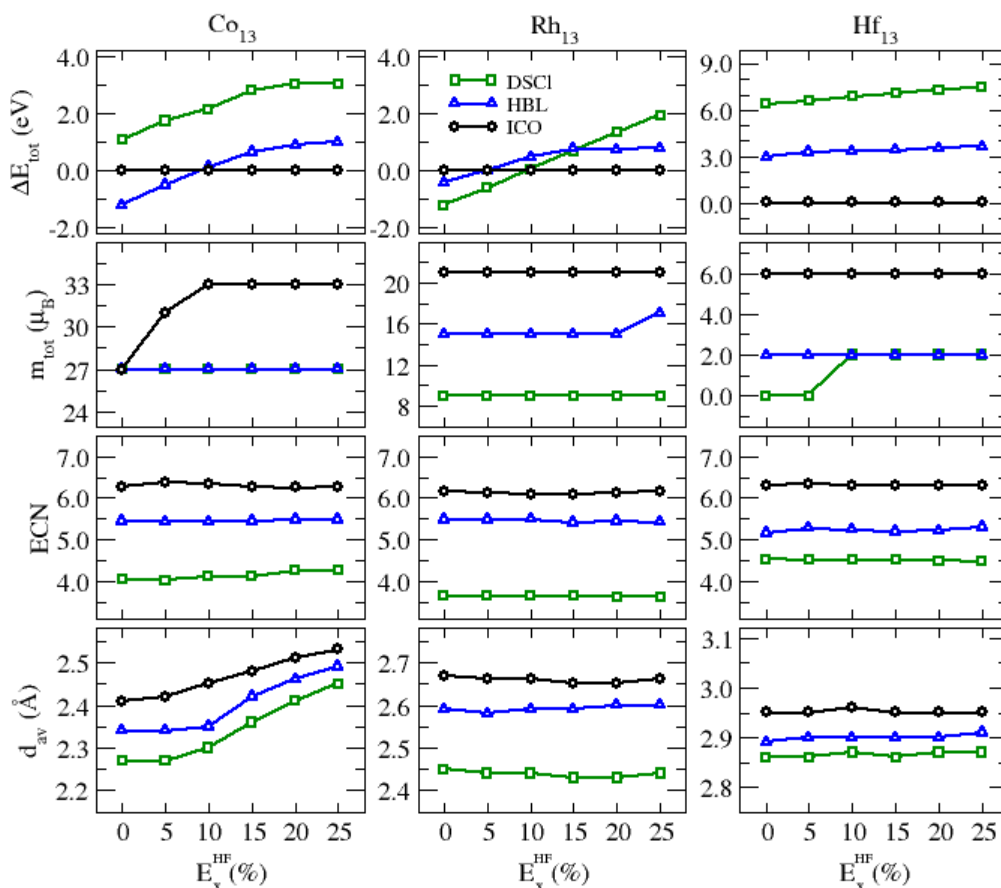 Co13 Rh13 Hf13
ΔEtot (eV)
4.0 2.0 0.0 -2.0
4.0 2.0 0.0 -2.0
DSCl
HBL
ICO
9.0 6.0 3.0 0.0
mtot (μB)
33 30 27 24
20 16 12 8
6.0 4.0 2.0 0.0
ECN
7.0 6.0 5.0 4.0
7.0 6.0 5.0 4.0
7.0 6.0 5.0 4.0
dav (Å)
2.5 2.4 2.3 2.2
2.7 2.6 2.5 2.4
3.1 3.0 2.9 2.8
0 5 10 15 20 25
0 5 10 15 20 25
0 5 10 15 20 25
ExHF(%) ExHF(%) ExHF(%)